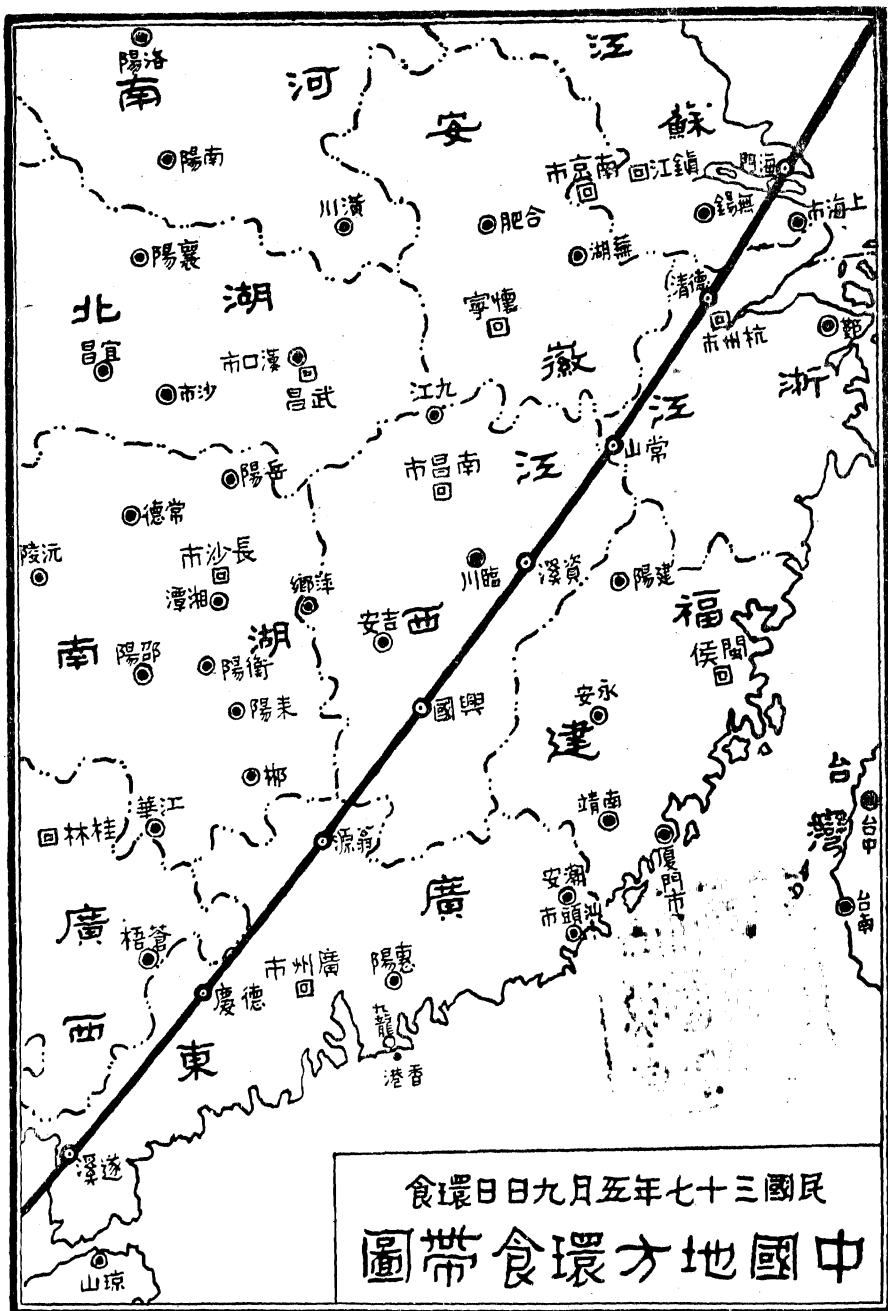 民國三十七年五月九日日環食
中國地方環食帶圖
江蘇
安徽
河南
湖北
浙江
江西
湖南
福建
台灣
廣東
廣西
洛陽
南陽
潢川
合肥
南京市
鎮江
海門
無錫
上海市
蕪湖
襄陽
懷寧
德清
杭州市
鄞
宜昌
漢口市
武昌
沙市
九江
常山
南昌市
岳陽
常德
沅陵
長沙市
湘潭
萍鄉
臨川
資溪
建陽
吉安
閩侯
邵陽
衡陽
耒陽
興國
永安
郴
江華
桂林
翁源
南靖
廈門市
台中
台南
潮安
汕頭市
蒼梧
廣州市
惠陽
德慶
九龍
香港
遂溪
瓊山